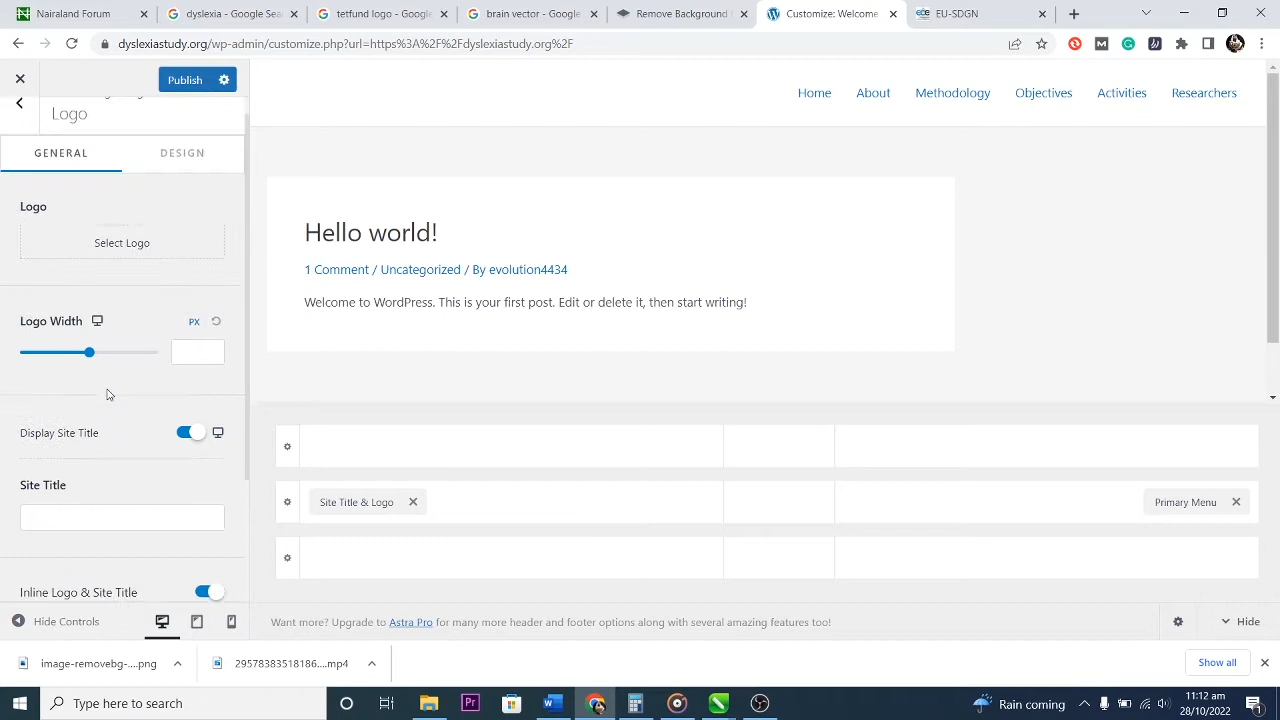 Nairaland Forum
dyslexia - Google Sea
tetfund logo - Google
brain vector - Google
Remove Background f
Customize: Welcome
EU-SDGN
dyslexiastudy.org/wp-admin/customize.php?url=https%3A%2F%2Fdyslexiastudy.org%2F
Publish
Logo
GENERAL
DESIGN
Logo
Select Logo
Logo Width
PX
Display Site Title
Site Title
Inline Logo & Site Title
Hide Controls
Home
About
Methodology
Objectives
Activities
Researchers
Hello world!
1 Comment / Uncategorized / By evolution4434
Welcome to WordPress. This is your first post. Edit or delete it, then start writing!
Site Title & Logo
Primary Menu
Want more? Upgrade to Astra Pro for many more header and footer options along with several amazing features too!
Hide
image-removebg-....png
29578383518186....mp4
Show all
Type here to search
Rain coming
11:12 am
28/10/2022